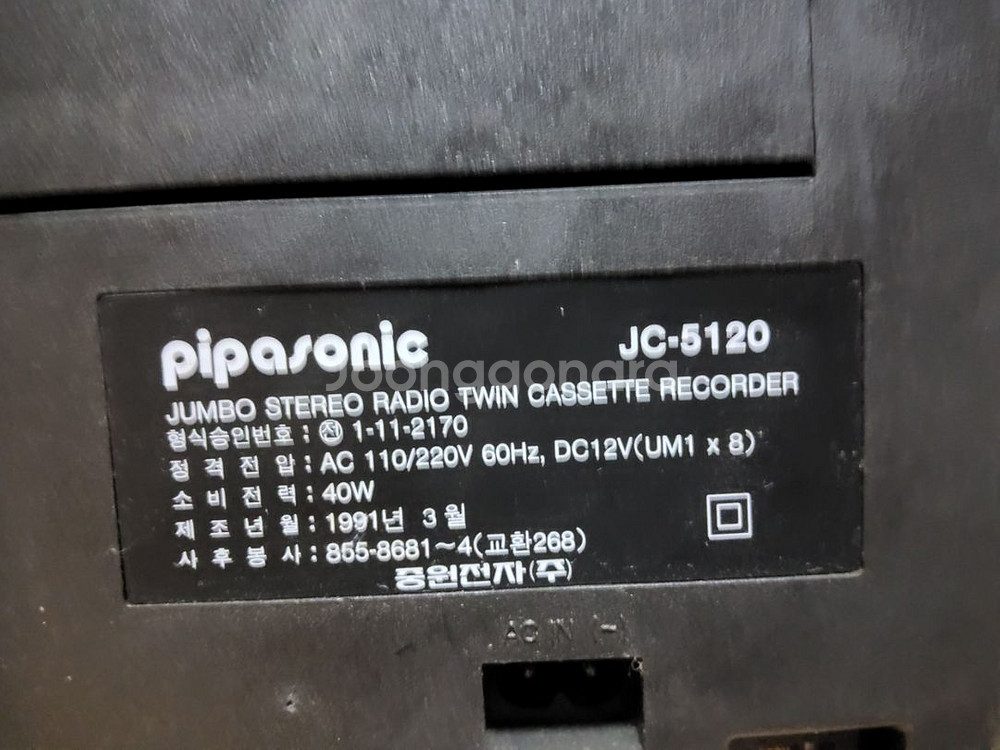 pipasonic JC-5120
Joonggonara
JUMBO STEREO RADIO TWIN CASSETTE RECORDER
형식승인번호 : 전 1-11-2170
정격전압 : AC 110/220V 60Hz, DC12V(UM1 x 8)
소비전력 : 40W
제조년월 : 1991년 3월
사후봉사 : 855-8681~4(교환268)
중원전자(주)
AC IN (~)